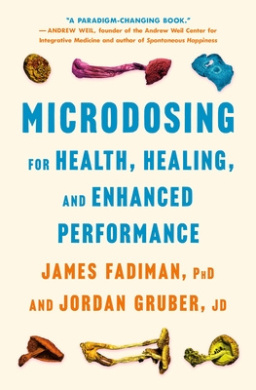 "A PARADIGM-CHANGING BOOK."
—ANDREW WEIL, founder of the Andrew Weil Center for
Integrative Medicine and author of Spontaneous Happiness
MICRODOSING
FOR HEALTH, HEALING,
AND ENHANCED
PERFORMANCE
JAMES FADIMAN, PhD
AND JORDAN GRUBER, JD